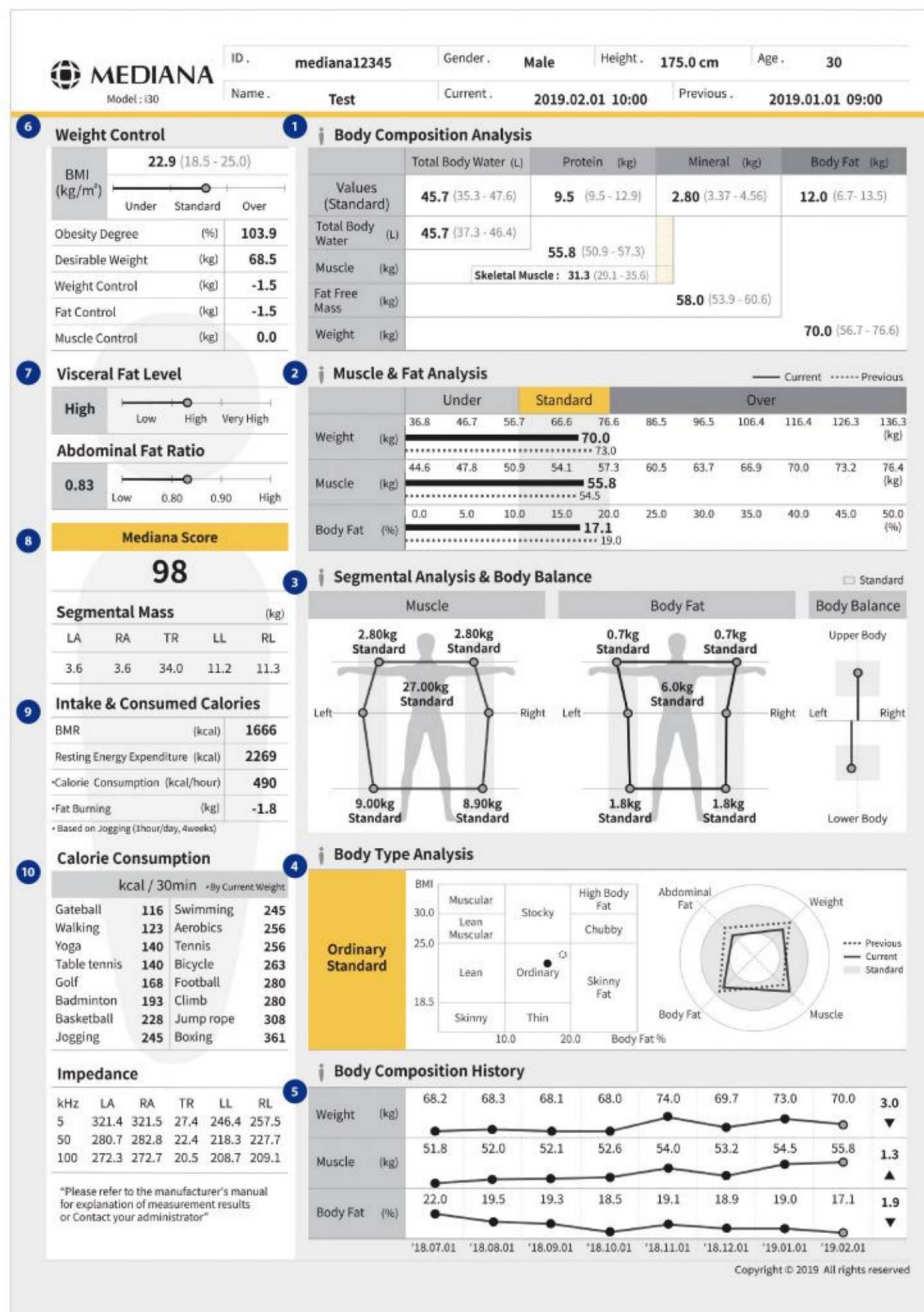 MEDIANA
Model : i30
ID . mediana12345 Gender . Male Height . 175.0 cm Age . 30
Name . Test Current . 2019.02.01 10:00 Previous . 2019.01.01 09:00
6 Weight Control
BMI (kg/m²)
22.9 (18.5 - 25.0)
Under Standard Over
Obesity Degree (%) 103.9
Desirable Weight (kg) 68.5
Weight Control (kg) -1.5
Fat Control (kg) -1.5
Muscle Control (kg) 0.0
7 Visceral Fat Level
High
Low High Very High
Abdominal Fat Ratio
0.83
Low 0.80 0.90 High
8 Mediana Score
98
Segmental Mass (kg)
LA RA TR LL RL
3.6 3.6 34.0 11.2 11.3
9 Intake & Consumed Calories
BMR (kcal) 1666
Resting Energy Expenditure (kcal) 2269
•Calorie Consumption (kcal/hour) 490
•Fat Burning (kg) -1.8
• Based on Jogging (1hour/day, 4weeks)
10 Calorie Consumption
kcal / 30min •By Current Weight
Gateball 116 Swimming 245
Walking 123 Aerobics 256
Yoga 140 Tennis 256
Table tennis 140 Bicycle 263
Golf 168 Football 280
Badminton 193 Climb 280
Basketball 228 Jump rope 308
Jogging 245 Boxing 361
Impedance
kHz LA RA TR LL RL
5 321.4 321.5 27.4 246.4 257.5
50 280.7 282.8 22.4 218.3 227.7
100 272.3 272.7 20.5 208.7 209.1
"Please refer to the manufacturer's manual
for explanation of measurement results
or Contact your administrator"
1 Body Composition Analysis
Total Body Water (L) Protein (kg) Mineral (kg) Body Fat (kg)
Values (Standard) 45.7 (35.3 - 47.6) 9.5 (9.5 - 12.9) 2.80 (3.37 - 4.56) 12.0 (6.7- 13.5)
Total Body Water (L) 45.7 (37.3 - 46.4)
Muscle (kg) 55.8 (50.9 - 57.3)
Skeletal Muscle : 31.3 (29.1 - 35.6)
Fat Free Mass (kg) 58.0 (53.9 - 60.6)
Weight (kg) 70.0 (56.7 - 76.6)
2 Muscle & Fat Analysis
Current Previous
Under Standard Over
Weight (kg) 36.8 46.7 56.7 66.6 76.6 86.5 96.5 106.4 116.4 126.3 136.3 (kg)
70.0
73.0
Muscle (kg) 44.6 47.8 50.9 54.1 57.3 60.5 63.7 66.9 70.0 73.2 76.4 (kg)
55.8
54.5
Body Fat (%) 0.0 5.0 10.0 15.0 20.0 25.0 30.0 35.0 40.0 45.0 50.0 (%)
17.1
19.0
3 Segmental Analysis & Body Balance
Standard
Muscle Body Fat Body Balance
2.80kg Standard 2.80kg Standard
27.00kg Standard
Left Right
9.00kg Standard 8.90kg Standard
0.7kg Standard 0.7kg Standard
6.0kg Standard
Left Right
1.8kg Standard 1.8kg Standard
Upper Body
Left Right
Lower Body
4 Body Type Analysis
Ordinary Standard
BMI
30.0
25.0
18.5
Muscular Stocky High Body Fat
Lean Muscular Chubby
Lean Ordinary Skinny Fat
Skinny Thin
10.0 20.0 Body Fat %
Abdominal Fat Weight
Body Fat Muscle
Previous
Current
Standard
5 Body Composition History
Weight (kg) 68.2 68.3 68.1 68.0 74.0 69.7 73.0 70.0 3.0 ▼
Muscle (kg) 51.8 52.0 52.1 52.6 54.0 53.2 54.5 55.8 1.3 ▲
Body Fat (%) 22.0 19.5 19.3 18.5 19.1 18.9 19.0 17.1 1.9 ▼
'18.07.01 '18.08.01 '18.09.01 '18.10.01 '18.11.01 '18.12.01 '19.01.01 '19.02.01
Copyright © 2019 All rights reserved